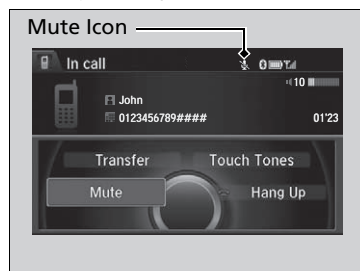 Mute Icon
In call
10
John
0123456789####
01'23
Transfer
Touch Tones
Mute
Hang Up